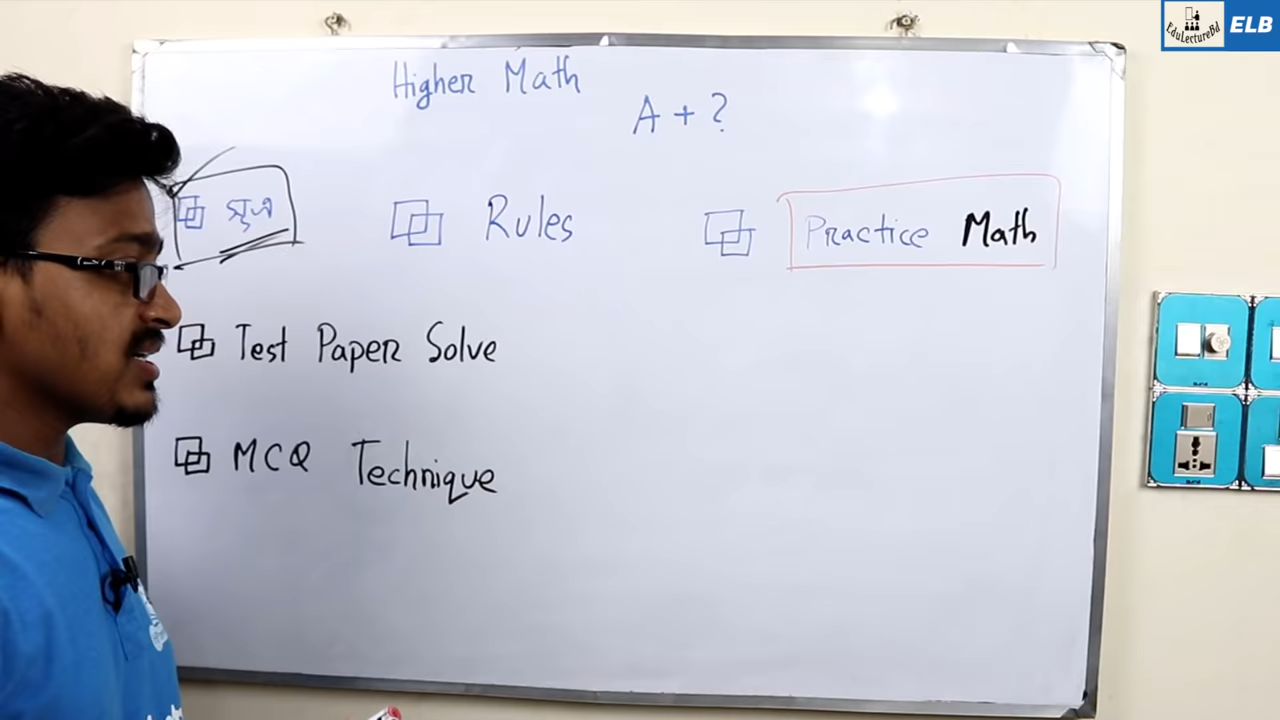 EduLectureBd ELB
Higher Math
A + ?
সূত্র Rules Practice Math
Test Paper Solve
MCQ Technique